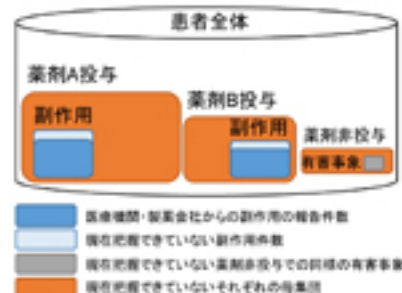 患者全体
薬剤A投与
薬剤B投与
副作用
副作用
薬剤非投与
有害事象
医療機関・製薬会社からの副作用の報告件数
現在把握できていない副作用件数
現在把握できていない薬剤非投与での同様の有害事象
現在把握できていないそれぞれの母集団